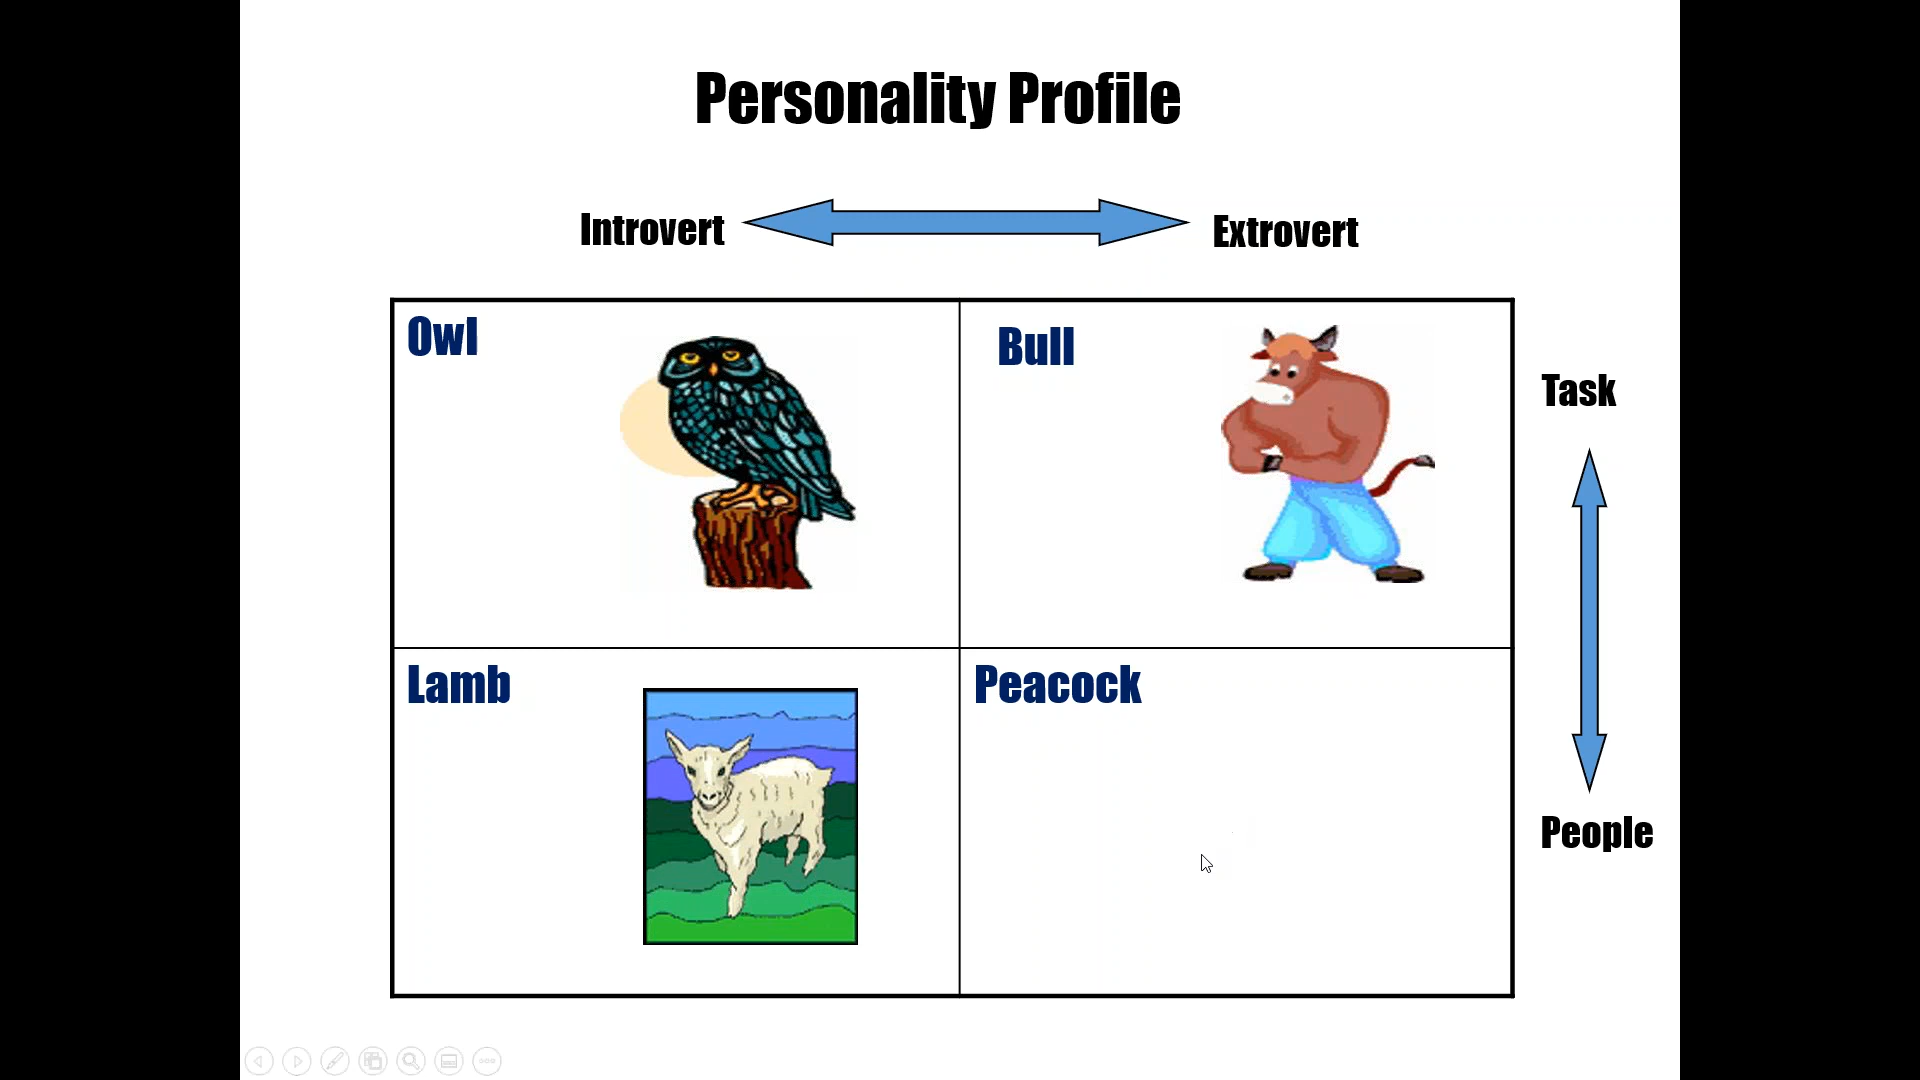 Personality Profile
Introvert
Extrovert
Owl
Bull
Task
Lamb
Peacock
People